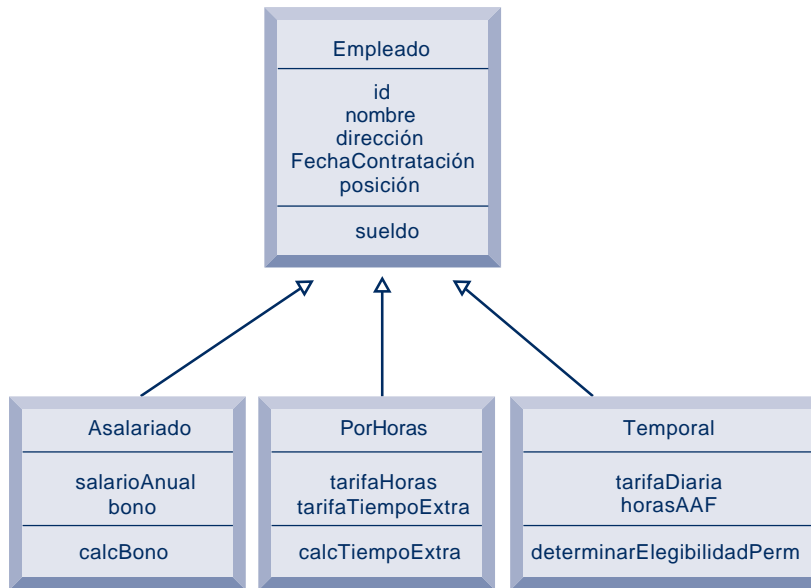 Empleado
id
nombre
dirección
FechaContratación
posición
sueldo
Asalariado
salarioAnual
bono
calcBono
PorHoras
tarifaHoras
tarifaTiempoExtra
calcTiempoExtra
Temporal
tarifaDiaria
horasAAF
determinarElegibilidadPerm